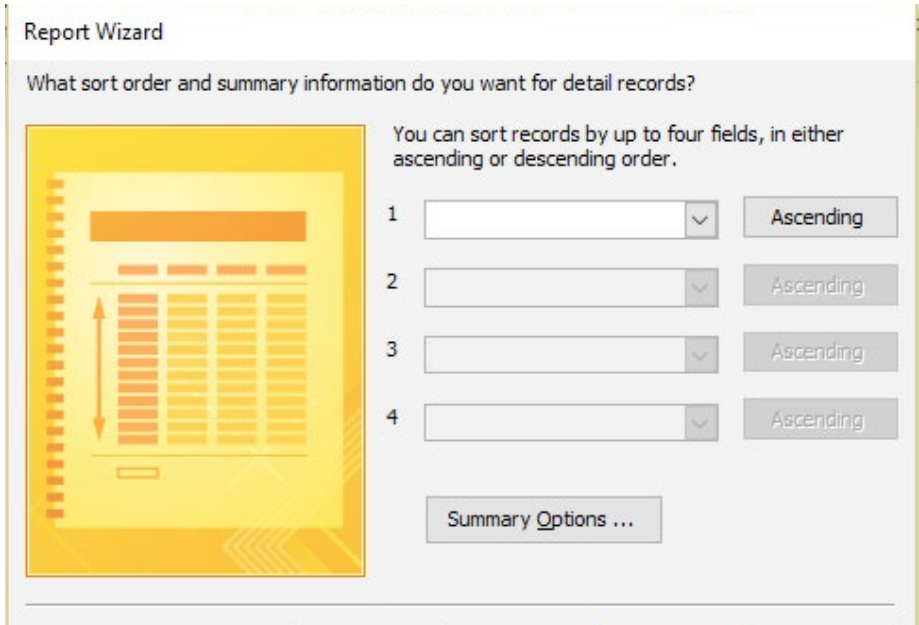 Report Wizard
What sort order and summary information do you want for detail records?
You can sort records by up to four fields, in either
ascending or descending order.
1 Ascending
2 Ascending
3 Ascending
4 Ascending
Summary Options ...